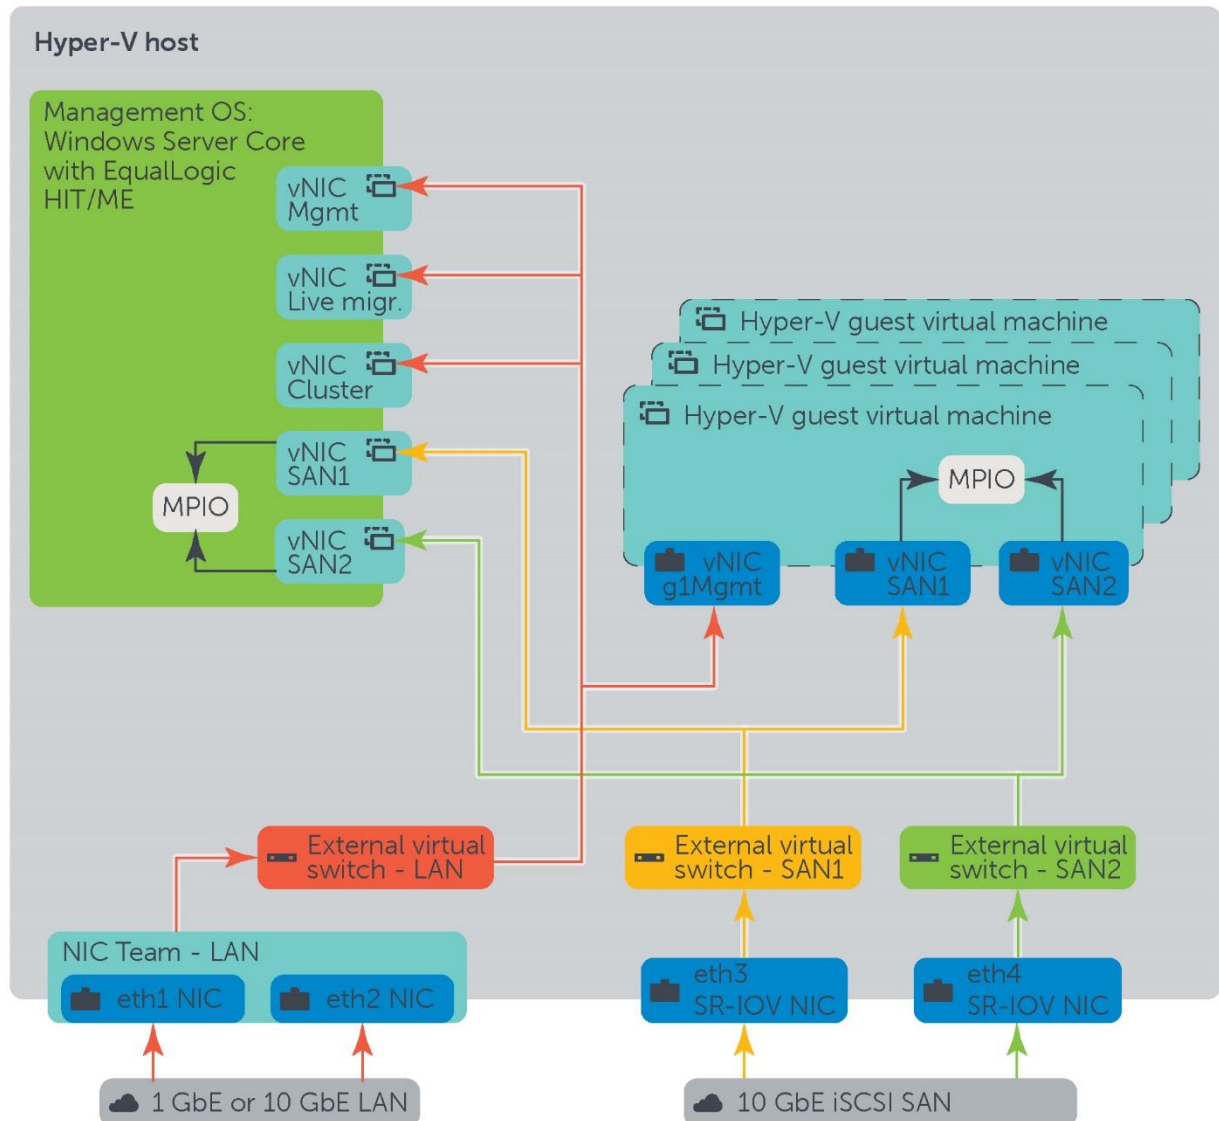 Hyper-V host
Management OS:
Windows Server Core
with EqualLogic
HIT/ME
vNIC
Mgmt
vNIC
Live migr.
vNIC
Cluster
vNIC
SAN1
MPIO
vNIC
SAN2
Hyper-V guest virtual machine
Hyper-V guest virtual machine
Hyper-V guest virtual machine
MPIO
vNIC
g1Mgmt
vNIC
SAN1
vNIC
SAN2
External virtual
switch - LAN
External virtual
switch - SAN1
External virtual
switch - SAN2
NIC Team - LAN
eth1 NIC
eth2 NIC
eth3
SR-IOV NIC
eth4
SR-IOV NIC
1 GbE or 10 GbE LAN
10 GbE iSCSI SAN